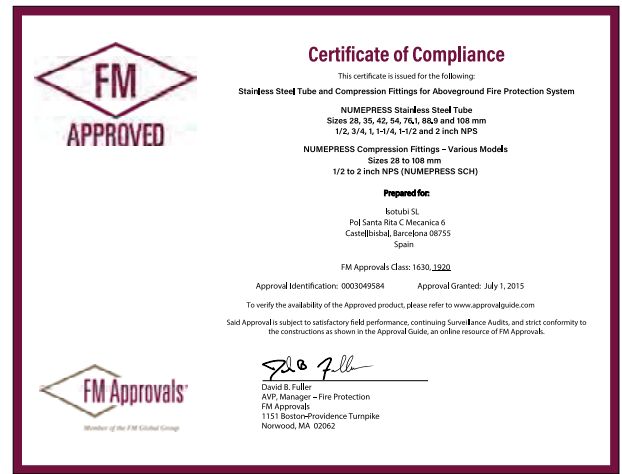 FM
APPROVED
Certificate of Compliance
This certificate is issued for the following:
Stainless Steel Tube and Compression Fittings for Aboveground Fire Protection System
NUMEPRESS Stainless Steel Tube
Sizes 28, 35, 42, 54, 76,1, 88,9 and 108 mm
1/2, 3/4, 1, 1-1/4, 1-1/2 and 2 inch NPS
NUMEPRESS Compression Fittings – Various Models
Sizes 28 to 108 mm
1/2 to 2 inch NPS (NUMEPRESS SCH)
Prepared for:
Isotubi SL
Pol Santa Rita C Mecanica 6
Castellbisbal, Barcelona 08755
Spain
FM Approvals Class: 1630, 1920
Approval Identification: 0003049584 Approval Granted: July 1, 2015
To verify the availability of the Approved product, please refer to www.approvalguide.com
Said Approval is subject to satisfactory field performance, continuing Surveillance Audits, and strict conformity to
the constructions as shown in the Approval Guide, an online resource of FM Approvals.
David B. Fuller
AVP, Manager – Fire Protection
FM Approvals
1151 Boston-Providence Turnpike
Norwood, MA 02062
FM Approvals
Member of the FM Global Group